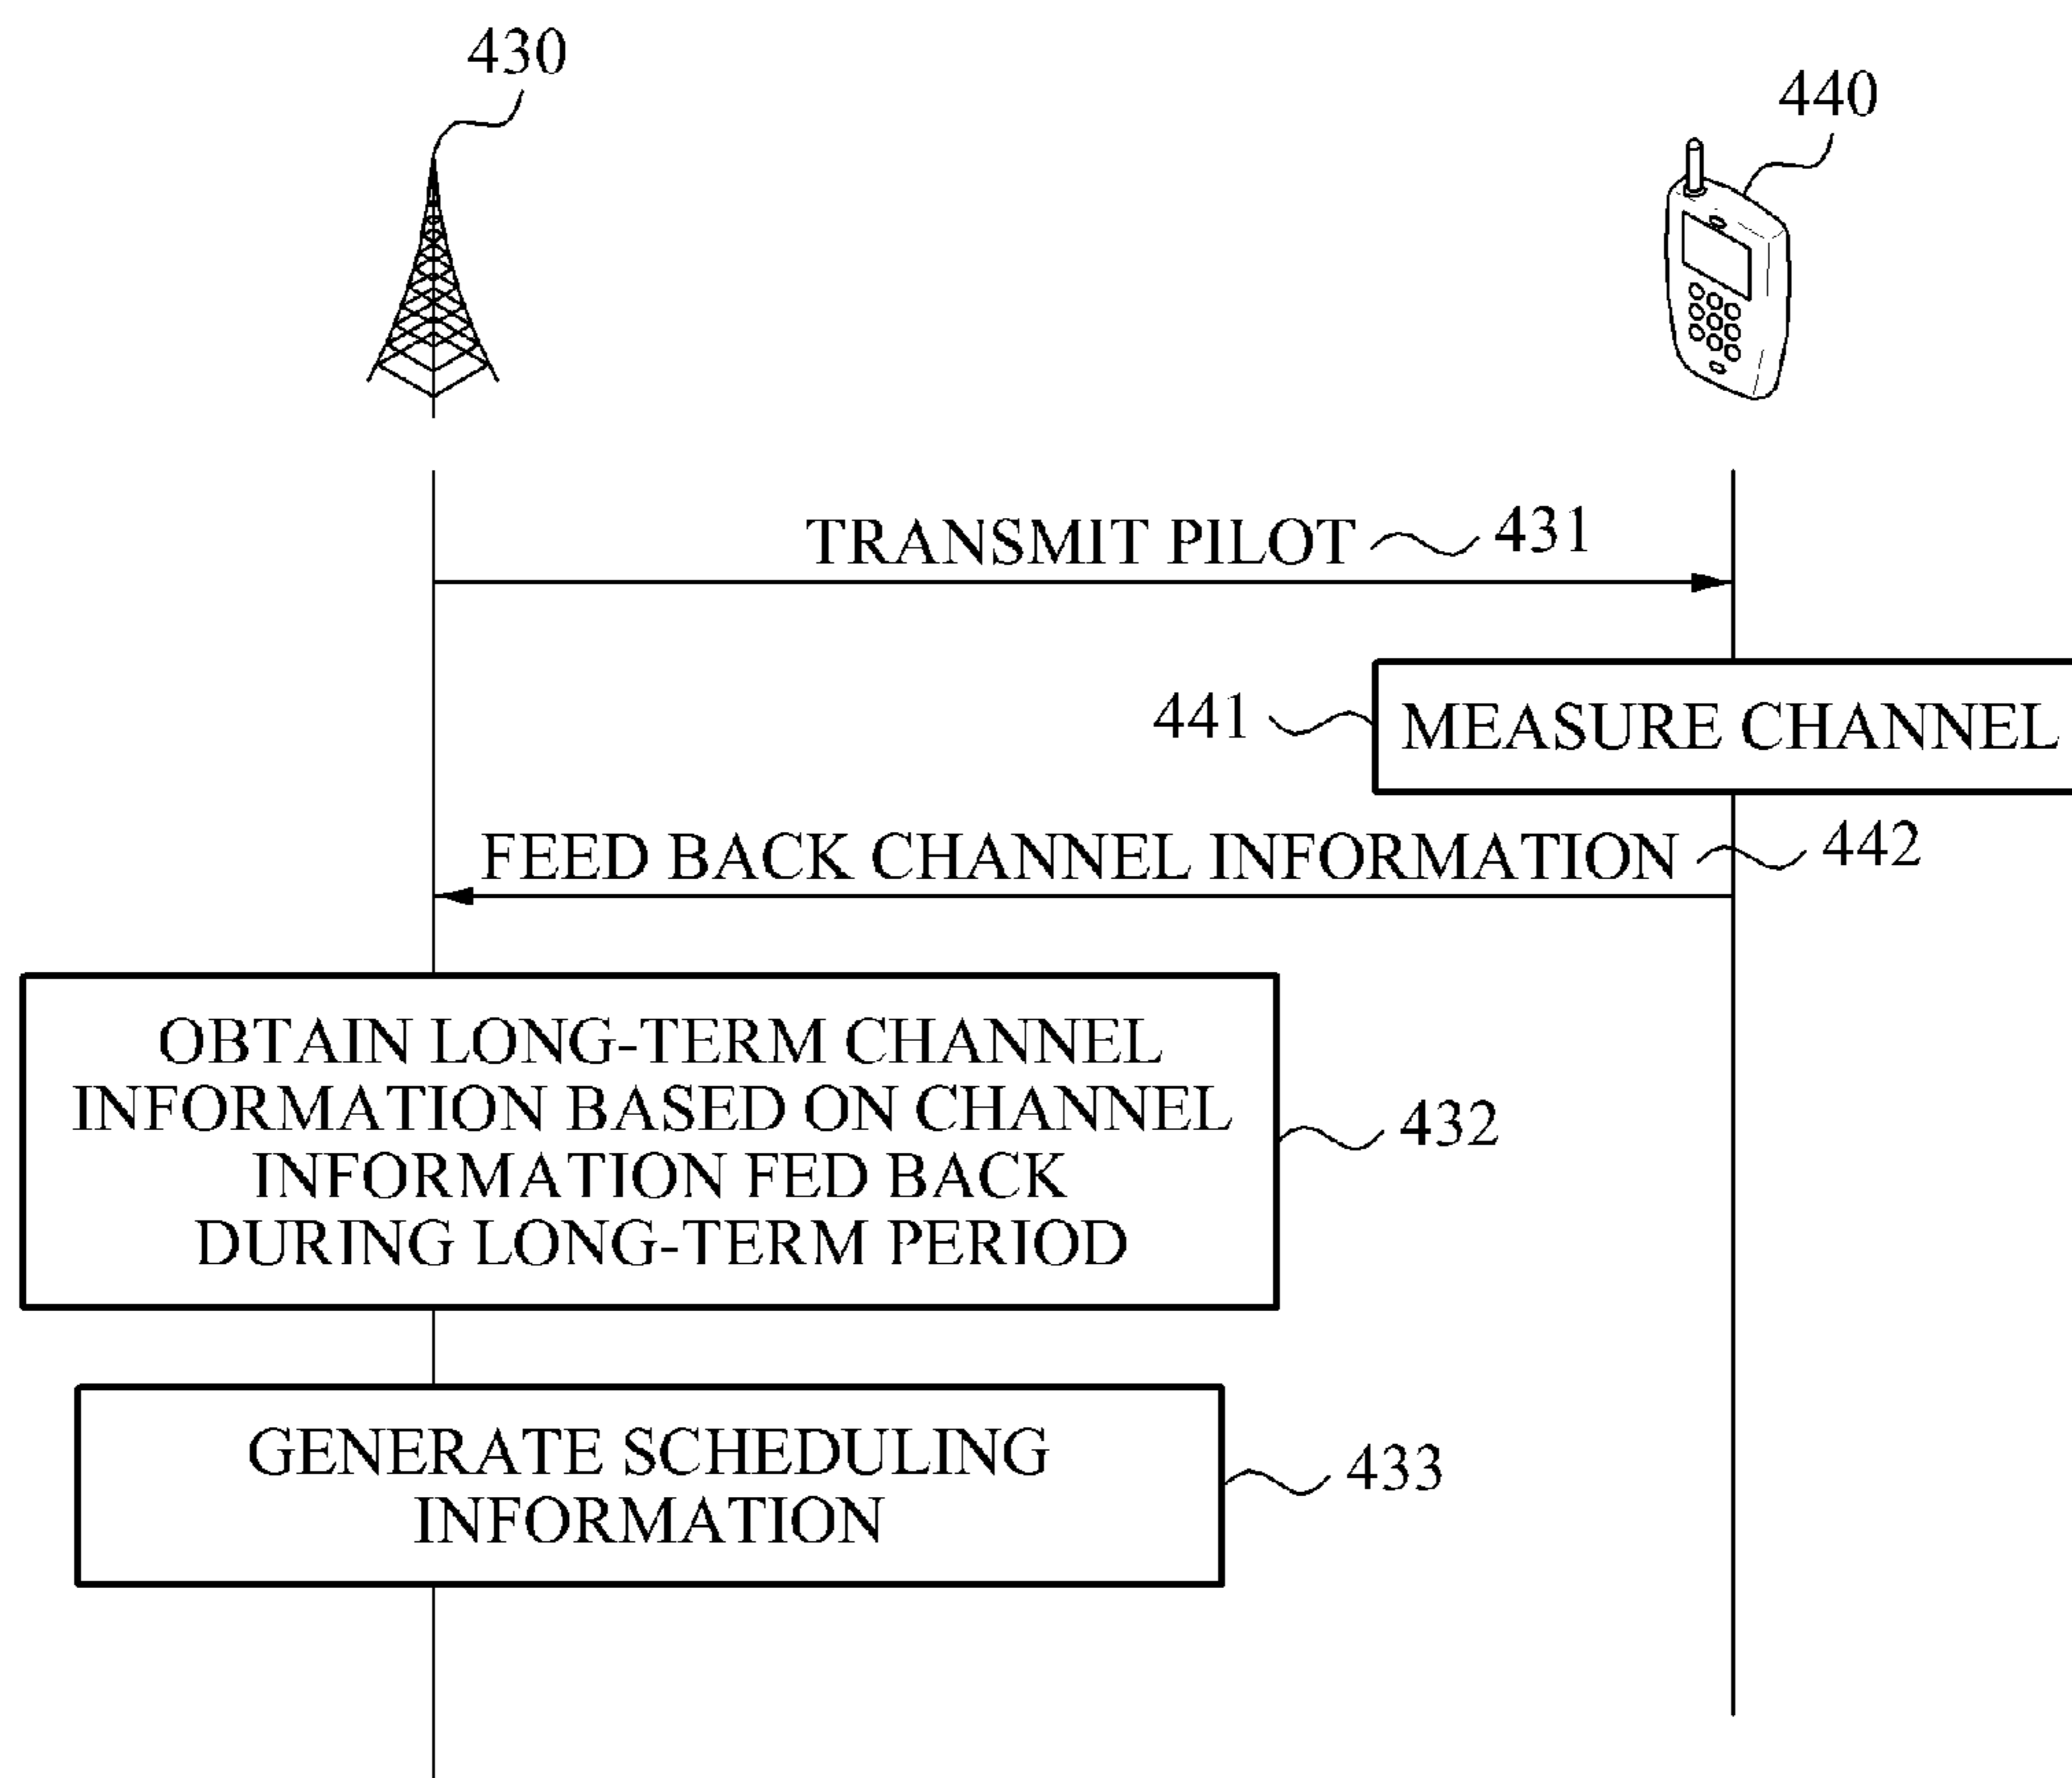 430
440
TRANSMIT PILOT 431
441 MEASURE CHANNEL
FEED BACK CHANNEL INFORMATION 442
OBTAIN LONG-TERM CHANNEL
INFORMATION BASED ON CHANNEL
INFORMATION FED BACK
DURING LONG-TERM PERIOD
432
GENERATE SCHEDULING
INFORMATION
433